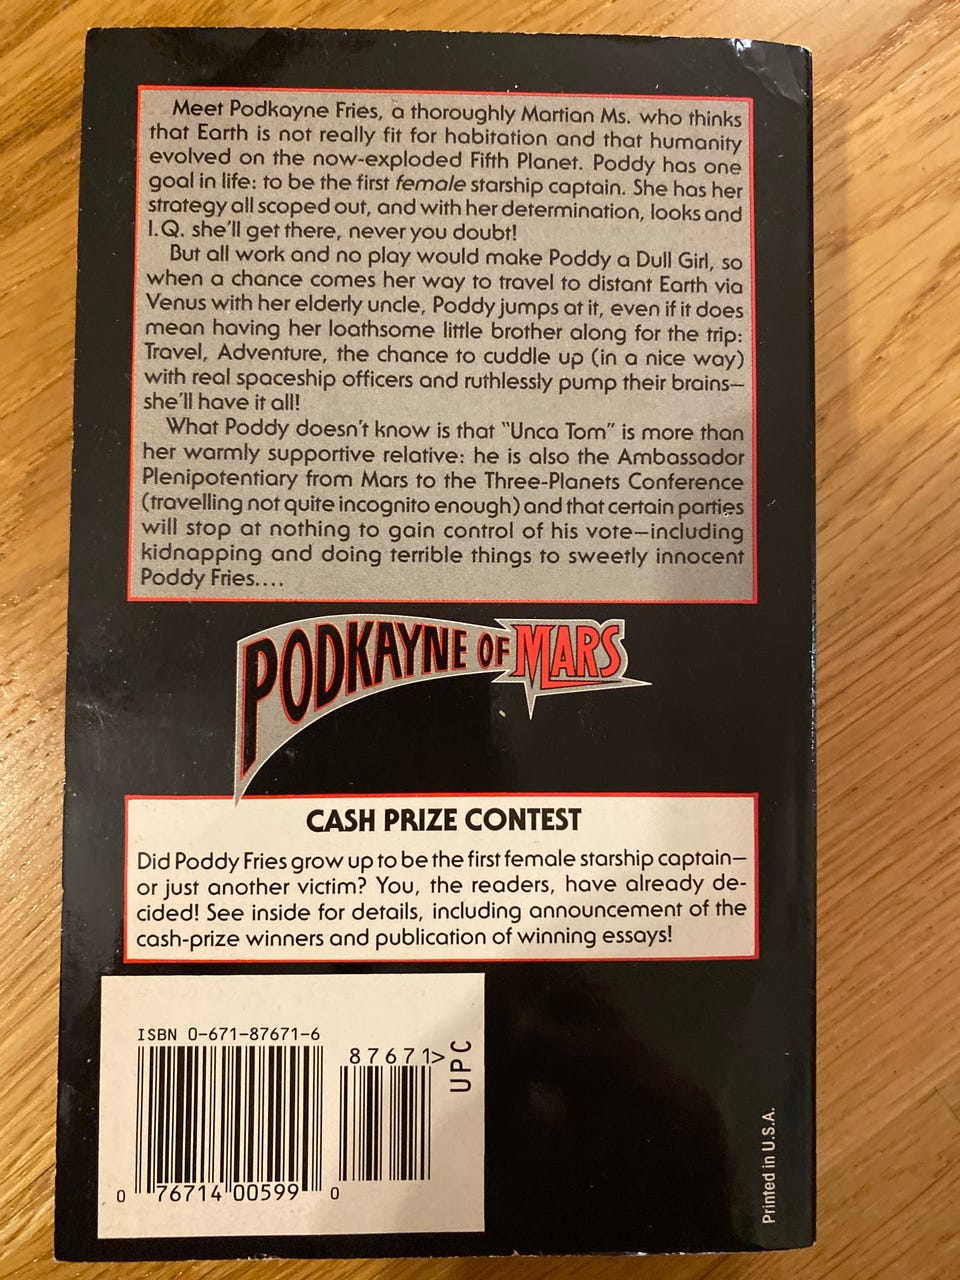 Meet Podkayne Fries, a thoroughly Martian Ms. who thinks
that Earth is not really fit for habitation and that humanity
evolved on the now-exploded Fifth Planet. Poddy has one
goal in life: to be the first female starship captain. She has her
strategy all scoped out, and with her determination, looks and
I.Q. she'll get there, never you doubt!
But all work and no play would make Poddy a Dull Girl, so
when a chance comes her way to travel to distant Earth via
Venus with her elderly uncle, Poddy jumps at it, even if it does
mean having her loathsome little brother along for the trip:
Travel, Adventure, the chance to cuddle up (in a nice way)
with real spaceship officers and ruthlessly pump their brains—
she'll have it all!
What Poddy doesn't know is that "Unca Tom" is more than
her warmly supportive relative: he is also the Ambassador
Plenipotentiary from Mars to the Three-Planets Conference
(travelling not quite incognito enough) and that certain parties
will stop at nothing to gain control of his vote—including
kidnapping and doing terrible things to sweetly innocent
Poddy Fries....
PODKAYNE OF MARS
CASH PRIZE CONTEST
Did Poddy Fries grow up to be the first female starship captain—
or just another victim? You, the readers, have already de-
cided! See inside for details, including announcement of the
cash-prize winners and publication of winning essays!
ISBN 0-671-87671-6
87671>
UPC
0 76714 00599 0
Printed in U.S.A.